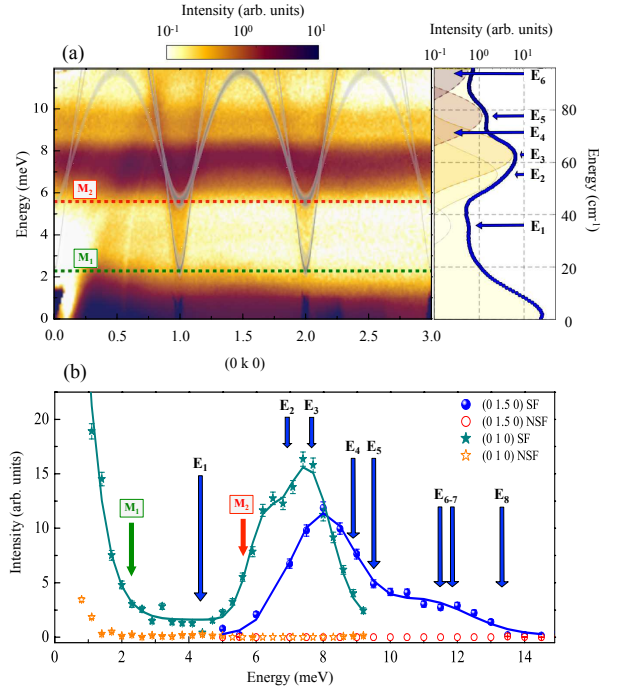 Intensity (arb. units)
10⁻¹ 10⁰ 10¹
(a)
Intensity (arb. units)
10⁻¹ 10⁰ 10¹
Energy (meV)
10
8
6
4
2
0
M₂
M₁
0.0 0.5 1.0 1.5 2.0 2.5 3.0
(0 k 0)
E₆
E₅
E₄
E₃
E₂
E₁
80
60
40
20
0
Energy (cm⁻¹)
(b)
Intensity (arb. units)
20
15
10
5
0
M₁
E₁
M₂
E₂ E₃
E₄ E₅
E₆₋₇
E₈
(0 1.50) SF
(0 1.50) NSF
(0 1 0) SF
(0 1 0) NSF
0 2 4 6 8 10 12 14
Energy (meV)